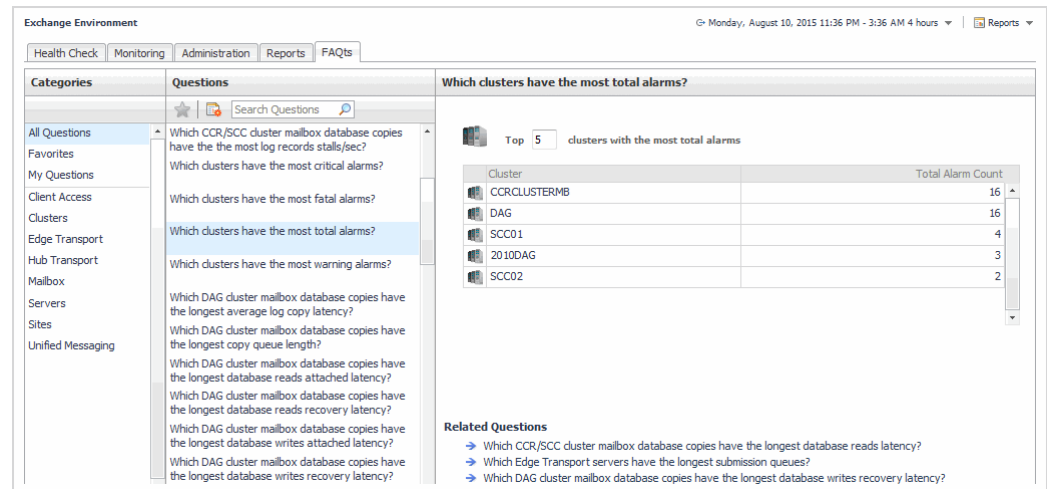 Exchange Environment
Monday, August 10, 2015 11:36 PM - 3:36 AM 4 hours
Reports
Health Check
Monitoring
Administration
Reports
FAQts
Categories
All Questions
Favorites
My Questions
Client Access
Clusters
Edge Transport
Hub Transport
Mailbox
Servers
Sites
Unified Messaging
Questions
Search Questions
Which CCR/SCC cluster mailbox database copies
have the the most log records stalls/sec?
Which clusters have the most critical alarms?
Which clusters have the most fatal alarms?
Which clusters have the most total alarms?
Which clusters have the most warning alarms?
Which DAG cluster mailbox database copies have
the longest average log copy latency?
Which DAG cluster mailbox database copies have
the longest copy queue length?
Which DAG cluster mailbox database copies have
the longest database reads attached latency?
Which DAG cluster mailbox database copies have
the longest database reads recovery latency?
Which DAG cluster mailbox database copies have
the longest database writes attached latency?
Which DAG cluster mailbox database copies have
the longest database writes recovery latency?
Which clusters have the most total alarms?
Top 5 clusters with the most total alarms
Cluster Total Alarm Count
CCRCLUSTERMB 16
DAG 16
SCC01 4
2010DAG 3
SCC02 2
Related Questions
Which CCR/SCC cluster mailbox database copies have the longest database reads latency?
Which Edge Transport servers have the longest submission queues?
Which DAG cluster mailbox database copies have the longest database writes recovery latency?